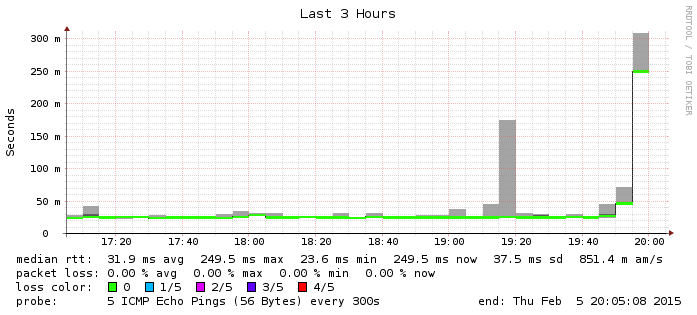 Last 3 Hours
RRDTOOL / TOBI OETIKER
Seconds
300 m
250 m
200 m
150 m
100 m
50 m
0
17:20 17:40 18:00 18:20 18:40 19:00 19:20 19:40 20:00
median rtt: 31.9 ms avg 249.5 ms max 23.6 ms min 249.5 ms now 37.5 ms sd 851.4 m am/s
packet loss: 0.00 % avg 0.00 % max 0.00 % min 0.00 % now
loss color: 0 1/5 2/5 3/5 4/5
probe: 5 ICMP Echo Pings (56 Bytes) every 300s end: Thu Feb 5 20:05:08 2015